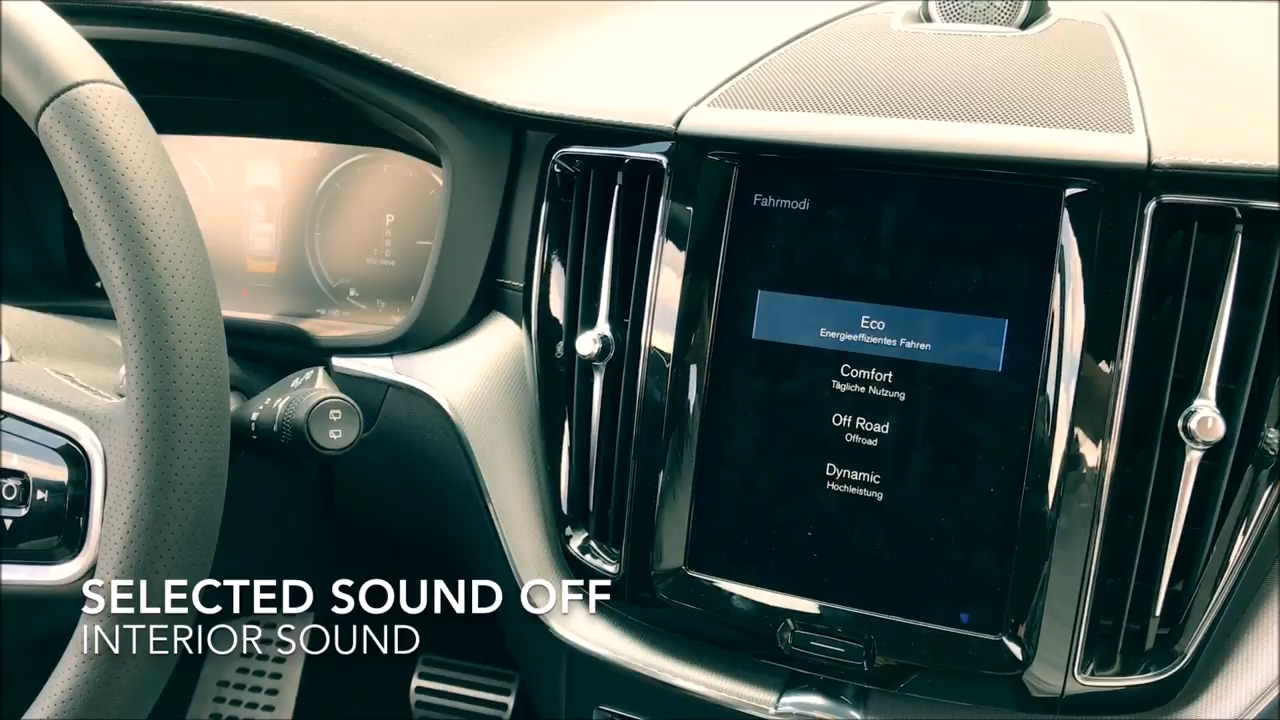 Fahrmodi
Eco
Energieeffizientes Fahren
Comfort
Tägliche Nutzung
Off Road
Offroad
Dynamic
Hochleistung
P
R
N
D
SELECTED SOUND OFF
INTERIOR SOUND